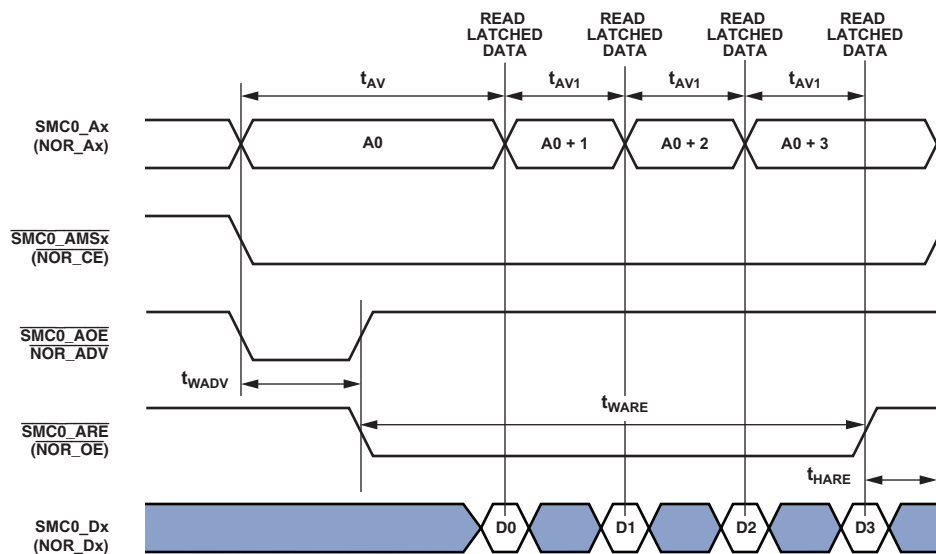 READ LATCHED DATA
READ LATCHED DATA
READ LATCHED DATA
READ LATCHED DATA
tAV
tAV1
tAV1
tAV1
SMC0_Ax
(NOR_Ax)
A0
A0 + 1
A0 + 2
A0 + 3
SMC0_AMSx
(NOR_CE)
SMC0_AOE
NOR_ADV
tWADV
tWARE
SMC0_ARE
(NOR_OE)
tHARE
SMC0_Dx
(NOR_Dx)
D0
D1
D2
D3